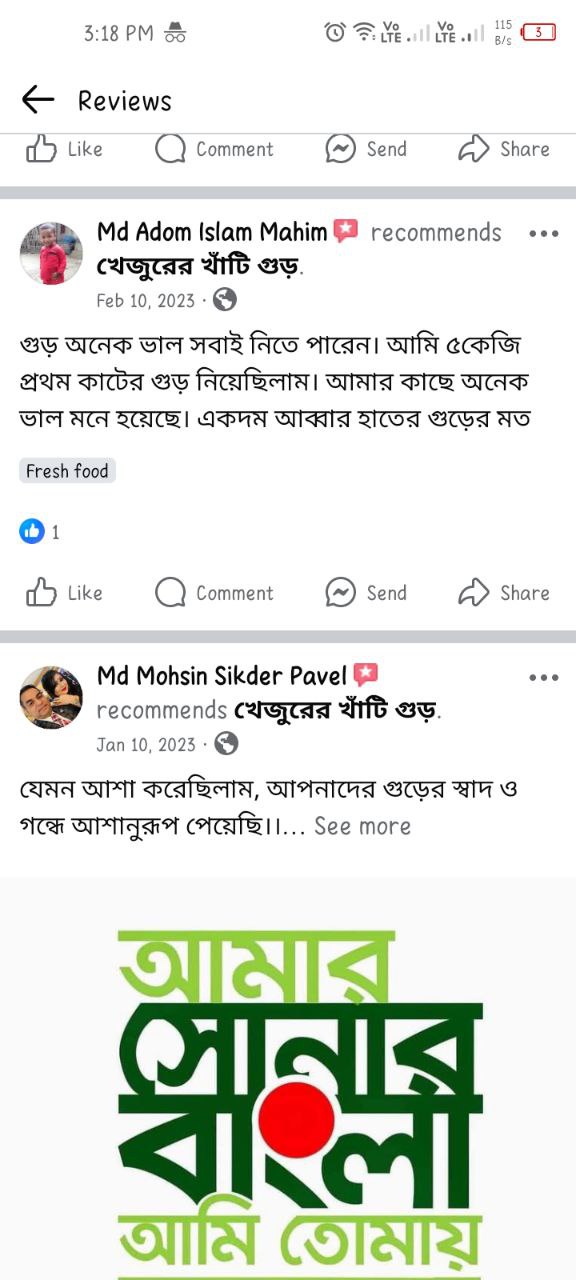 3:18 PM
Vo LTE Vo LTE 115 B/s 3
Reviews
Like Comment Send Share
Md Adom Islam Mahim recommends
খেজুরের খাঁটি গুড়.
Feb 10, 2023 ·
গুড় অনেক ভাল সবাই নিতে পারেন। আমি ৫কেজি
প্রথম কাটের গুড় নিয়েছিলাম। আমার কাছে অনেক
ভাল মনে হয়েছে। একদম আব্বার হাতের গুড়ের মত
Fresh food
1
Like Comment Send Share
Md Mohsin Sikder Pavel
recommends খেজুরের খাঁটি গুড়.
Jan 10, 2023 ·
যেমন আশা করেছিলাম, আপনাদের গুড়ের স্বাদ ও
গন্ধে আশানুরূপ পেয়েছি।।... See more
আমার
সোনার
বাংলা
আমি তোমায়